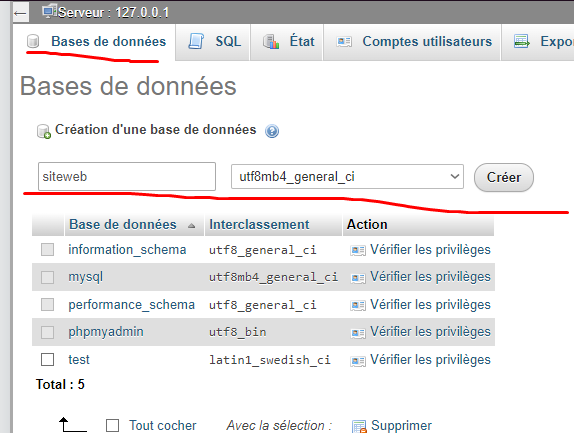 Serveur : 127.0.0.1
Bases de données SQL État Comptes utilisateurs Expor
Bases de données
Création d'une base de données
siteweb utf8mb4_general_ci Créer
Base de données Interclassement Action
information_schema utf8_general_ci Vérifier les privilèges
mysql utf8mb4_general_ci Vérifier les privilèges
performance_schema utf8_general_ci Vérifier les privilèges
phpmyadmin utf8_bin Vérifier les privilèges
test latin1_swedish_ci Vérifier les privilèges
Total : 5
Tout cocher Avec la sélection : Supprimer